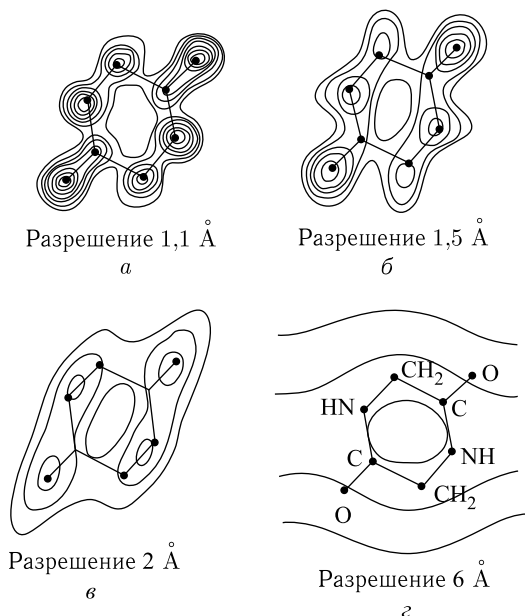 Разрешение 1,1 Å
а
Разрешение 1,5 Å
б
Разрешение 2 Å
в
CH₂
O
HN
C
C
NH
CH₂
O
Разрешение 6 Å
г